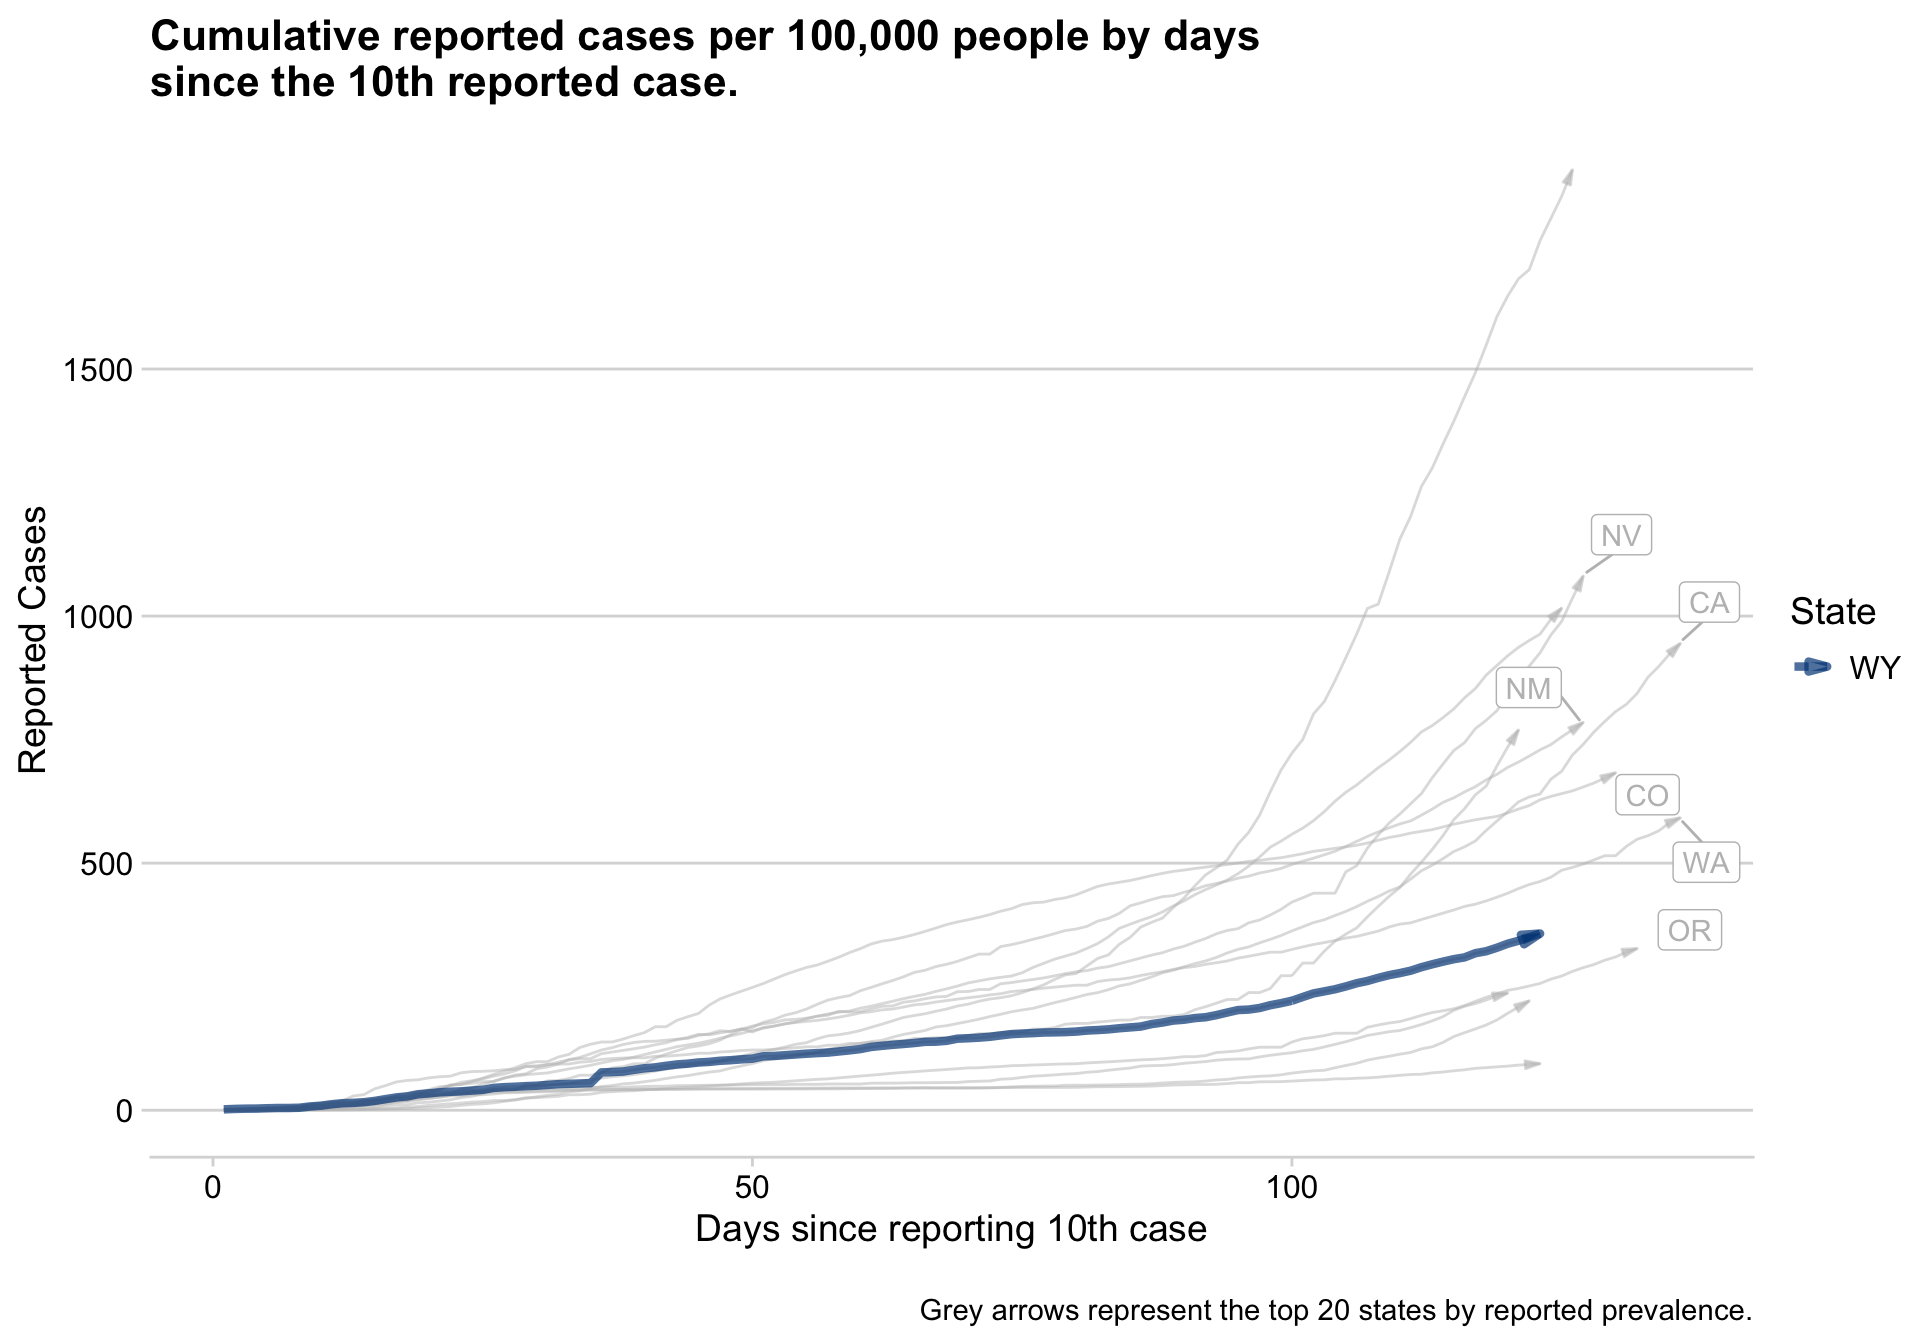 Cumulative reported cases per 100,000 people by days
since the 10th reported case.
Reported Cases
1500
1000
500
0
NV
CA
NM
CO
WA
OR
State
WY
0
50
100
Days since reporting 10th case
Grey arrows represent the top 20 states by reported prevalence.